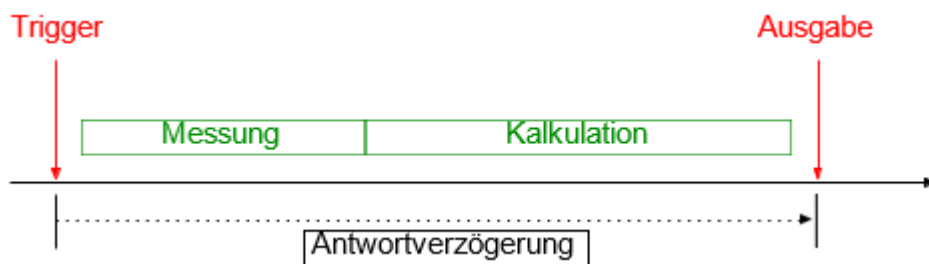 Trigger
Ausgabe
Messung
Kalkulation
Antwortverzögerung